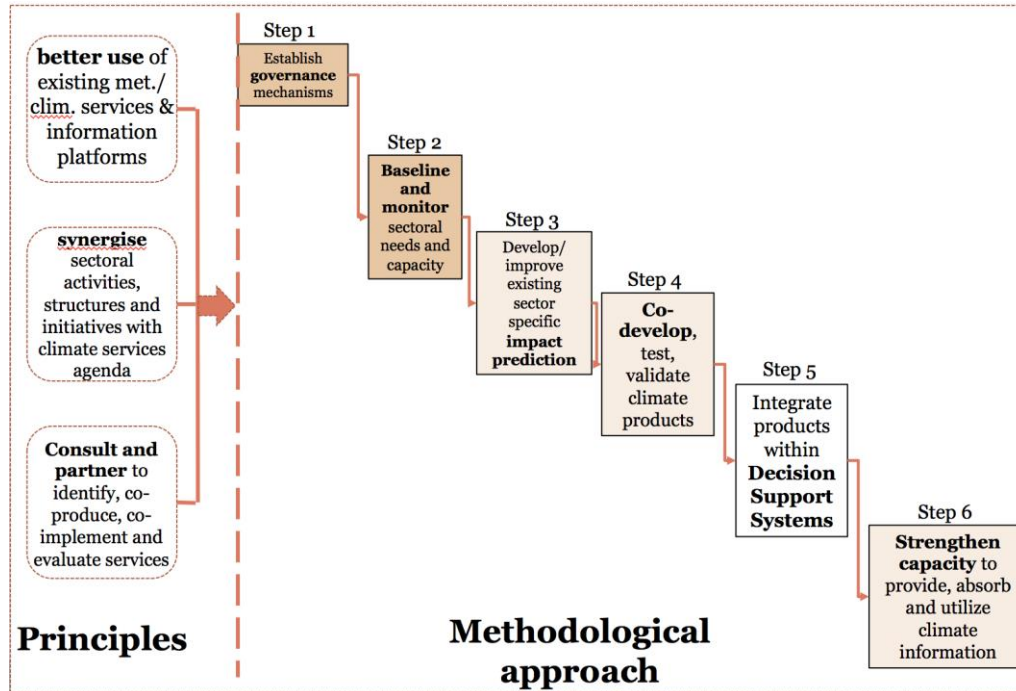 better use of
existing met./
clim. services &
information
platforms
synergise
sectoral
activities,
structures and
initiatives with
climate services
agenda
Consult and
partner to
identify, co-
produce, co-
implement and
evaluate services
Principles
Step 1
Establish
governance
mechanisms
Step 2
Baseline
and
monitor
sectoral
needs and
capacity
Step 3
Develop/
improve
existing
sector
specific
impact
prediction
Step 4
Co-
develop,
test,
validate
climate
products
Step 5
Integrate
products
within
Decision
Support
Systems
Step 6
Strengthen
capacity to
provide, absorb
and utilize
climate
information
Methodological
approach